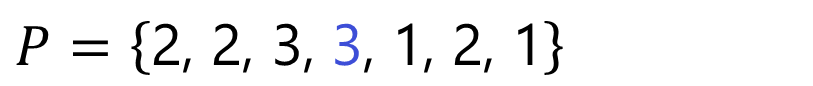 P = {2, 2, 3, 3, 1, 2, 1}